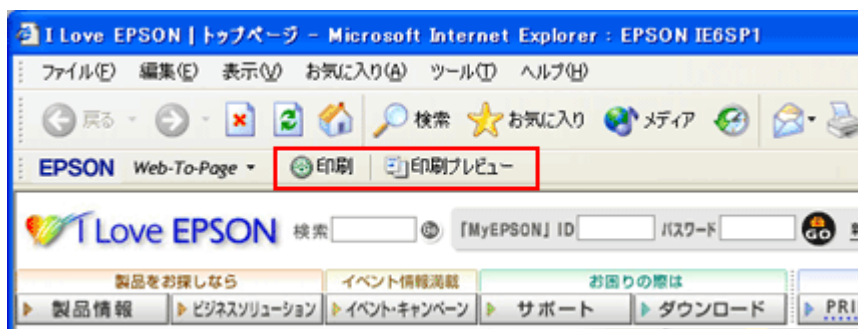 I Love EPSON | トップページ - Microsoft Internet Explorer : EPSON IE6SP1
ファイル(F) 編集(E) 表示(V) お気に入り(A) ツール(T) ヘルプ(H)
戻る 検索 お気に入り メディア
EPSON Web-To-Page 印刷 印刷プレビュー
I Love EPSON 検索 「MyEPSON」 ID パスワード GO
製品をお探しなら イベント情報満載 お困りの際は
製品情報 ビジネスソリューション イベント・キャンペーン サポート ダウンロード PRI